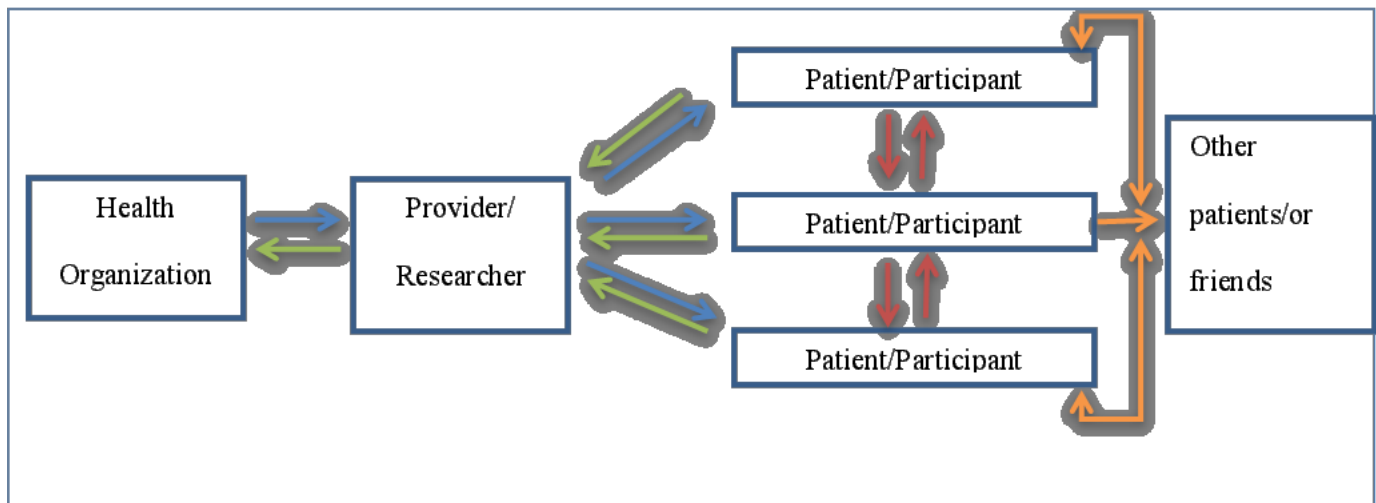 Health
Organization
Provider/
Researcher
Patient/Participant
Patient/Participant
Patient/Participant
Other
patients/or
friends